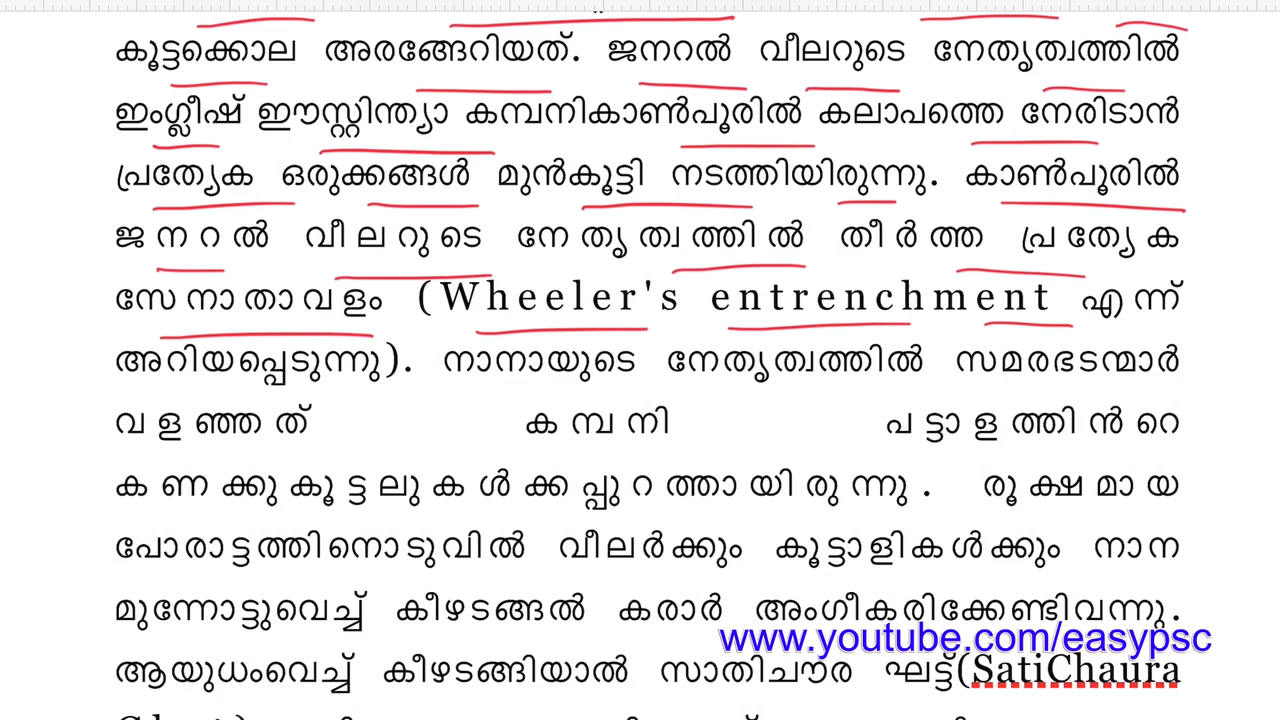 കൂട്ടക്കൊല അരങ്ങേറിയത്. ജനറൽ വീലറുടെ നേതൃത്വത്തിൽ
ഇംഗ്ലീഷ് ഈസ്റ്റിന്ത്യാ കമ്പനികാൺപൂരിൽ കലാപത്തെ നേരിടാൻ
പ്രത്യേക ഒരുക്കങ്ങൾ മുൻകൂട്ടി നടത്തിയിരുന്നു. കാൺപൂരിൽ
ജനറൽ വീലറുടെ നേതൃത്വത്തിൽ തീർത്ത പ്രത്യേക
സേനാതാവളം (Wheeler's entrenchment എന്ന്
അറിയപ്പെടുന്നു). നാനായുടെ നേതൃത്വത്തിൽ സമരഭടന്മാർ
വളഞ്ഞത് കമ്പനി പട്ടാളത്തിൻറെ
കണക്കുകൂട്ടലുകൾക്കപ്പുറത്തായിരുന്നു. രൂക്ഷമായ
പോരാട്ടത്തിനൊടുവിൽ വീലർക്കും കൂട്ടാളികൾക്കും നാന
മുന്നോട്ടുവെച്ച് കീഴടങ്ങൽ കരാർ അംഗീകരിക്കേണ്ടിവന്നു.
www.youtube.com/easypsc
ആയുധംവെച്ച് കീഴടങ്ങിയാൽ സാതിചൗര ഘട്ട്(SatiChaura